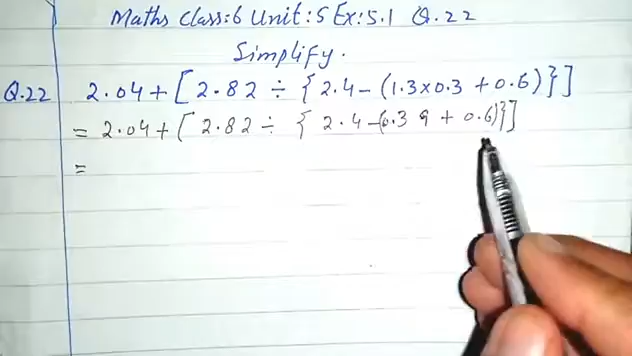 Maths Class:6 Unit:5 Ex:5.1 Q.22
Simplify.
Q.22 2.04+[2.82÷{2.4-(1.3×0.3+0.6)}]
= 2.04+[2.82÷{2.4-(0.39+0.6)}]
=